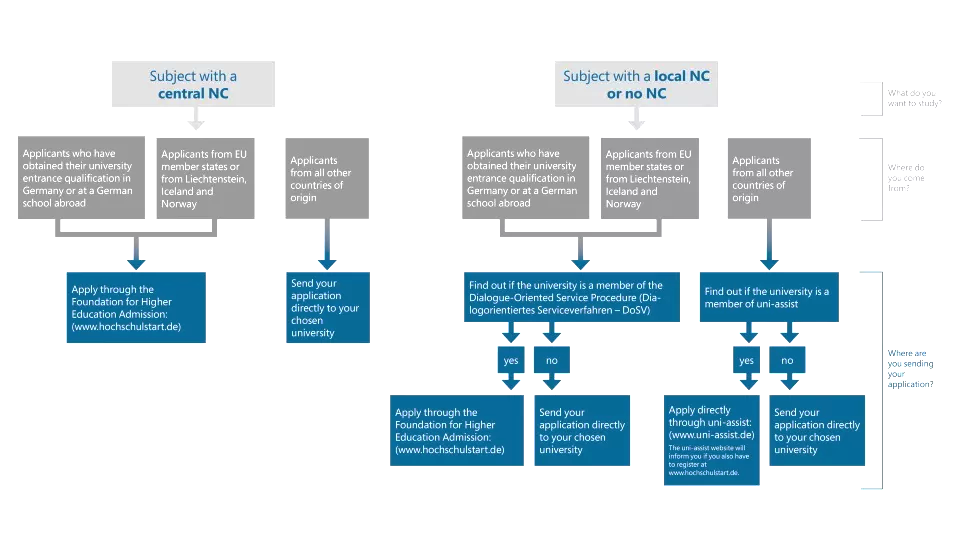 Subject with a
central NC
Subject with a local NC
or no NC
What do you
want to study?
Applicants who have
obtained their university
entrance qualification in
Germany or at a German
school abroad
Applicants from EU
member states or
from Liechtenstein,
Iceland and
Norway
Applicants
from all other
countries of
origin
Applicants who have
obtained their university
entrance qualification in
Germany or at a German
school abroad
Applicants from EU
member states or
from Liechtenstein,
Iceland and
Norway
Applicants
from all other
countries of
origin
Where do
you come
from?
Apply through the
Foundation for Higher
Education Admission:
(www.hochschulstart.de)
Send your
application
directly to your
chosen
university
Find out if the university is a member of the
Dialogue-Oriented Service Procedure (Dia-
logorientiertes Serviceverfahren – DoSV)
Find out if the university is a
member of uni-assist
yes
no
yes
no
Where are
you sending
your
application?
Apply through the
Foundation for Higher
Education Admission:
(www.hochschulstart.de)
Send your
application directly
to your chosen
university
Apply directly
through uni-assist:
(www.uni-assist.de)
The uni-assist website will
inform you if you also have
to register at
www.hochschulstart.de.
Send your
application directly
to your chosen
university